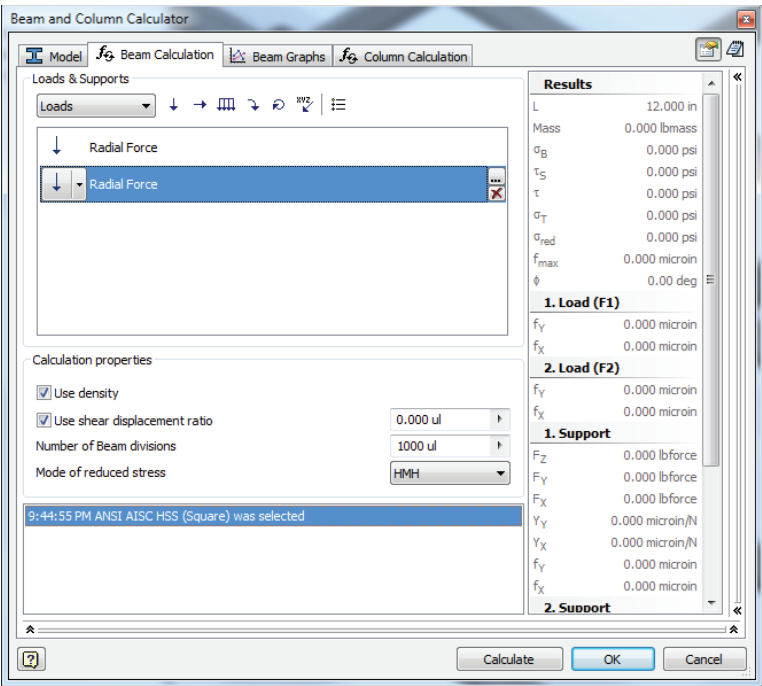 Beam and Column Calculator
Model Beam Calculation Beam Graphs Column Calculation
Loads & Supports
Loads
Radial Force
Radial Force
Calculation properties
Use density
Use shear displacement ratio 0.000 ul
Number of Beam divisions 1000 ul
Mode of reduced stress HMH
9:44:55 PM ANSI AISC HSS (Square) was selected
Results
L 12.000 in
Mass 0.000 lbmass
σB 0.000 psi
τS 0.000 psi
τ 0.000 psi
σT 0.000 psi
σred 0.000 psi
fmax 0.000 microin
ϕ 0.00 deg
1. Load (F1)
fY 0.000 microin
fX 0.000 microin
2. Load (F2)
fY 0.000 microin
fX 0.000 microin
1. Support
FZ 0.000 lbforce
FY 0.000 lbforce
FX 0.000 lbforce
YY 0.000 microin/N
YX 0.000 microin/N
fY 0.000 microin
fX 0.000 microin
2. Support
Calculate OK Cancel